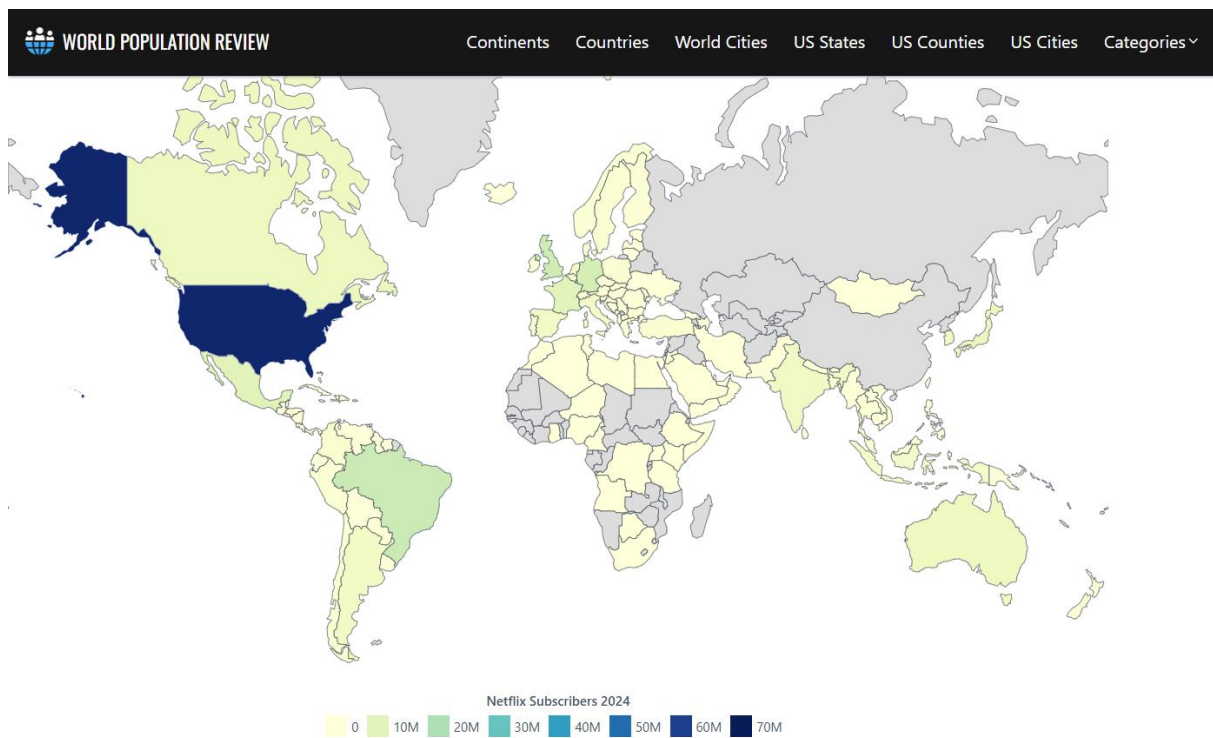 WORLD POPULATION REVIEW Continents Countries World Cities US States US Counties US Cities Categories
Netflix Subscribers 2024
0 10M 20M 30M 40M 50M 60M 70M